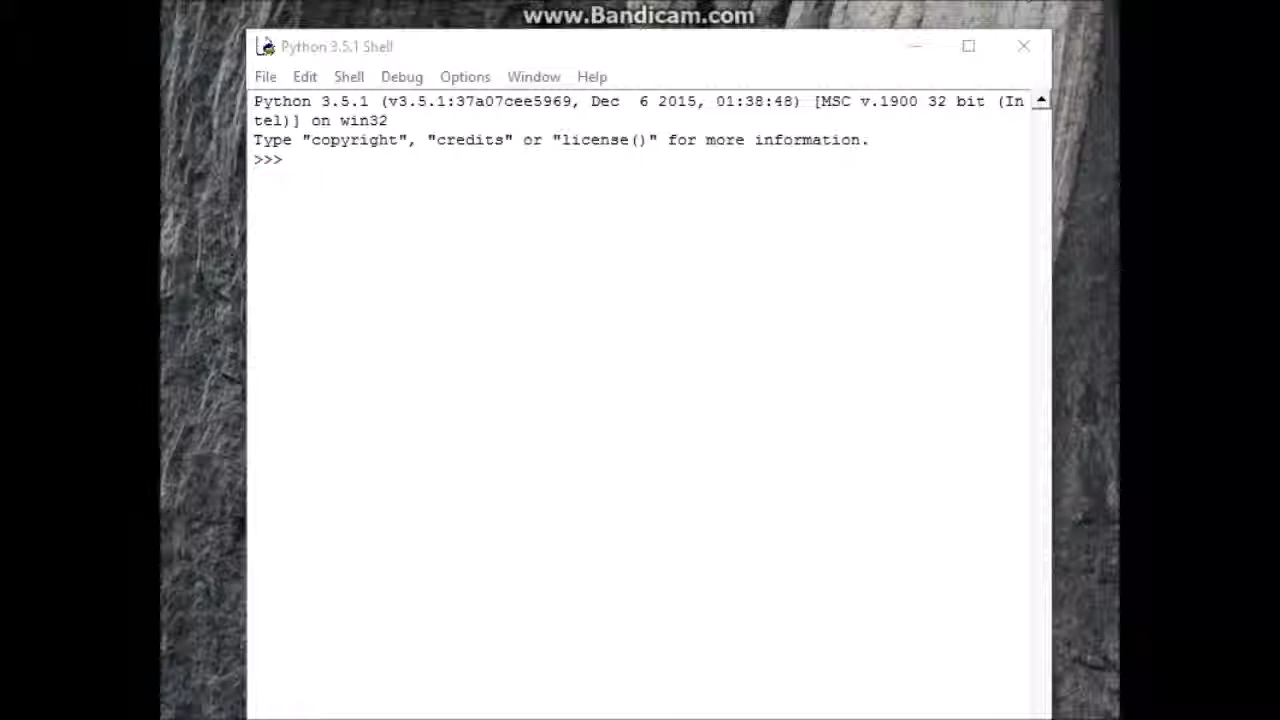 www.Bandicam.com
Python 3.5.1 Shell
File Edit Shell Debug Options Window Help
Python 3.5.1 (v3.5.1:37a07cee5969, Dec  6 2015, 01:38:48) [MSC v.1900 32 bit (In
tel)] on win32
Type "copyright", "credits" or "license()" for more information.
>>>